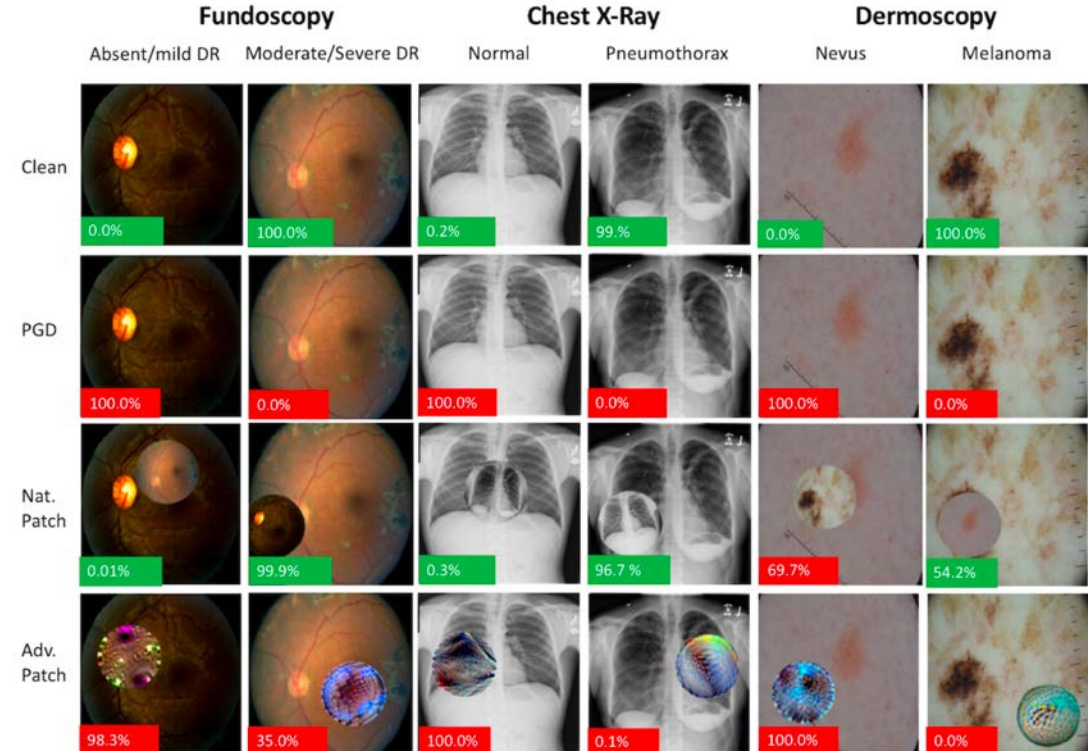 Fundoscopy Chest X-Ray Dermoscopy
Absent/mild DR Moderate/Severe DR Normal Pneumothorax Nevus Melanoma
Clean
0.0% 100.0% 0.2% 99.% 0.0% 100.0%
PGD
100.0% 0.0% 100.0% 0.0% 100.0% 0.0%
Nat.
Patch
0.01% 99.9% 0.3% 96.7 % 69.7% 54.2%
Adv.
Patch
98.3% 35.0% 100.0% 0.1% 100.0% 0.0%